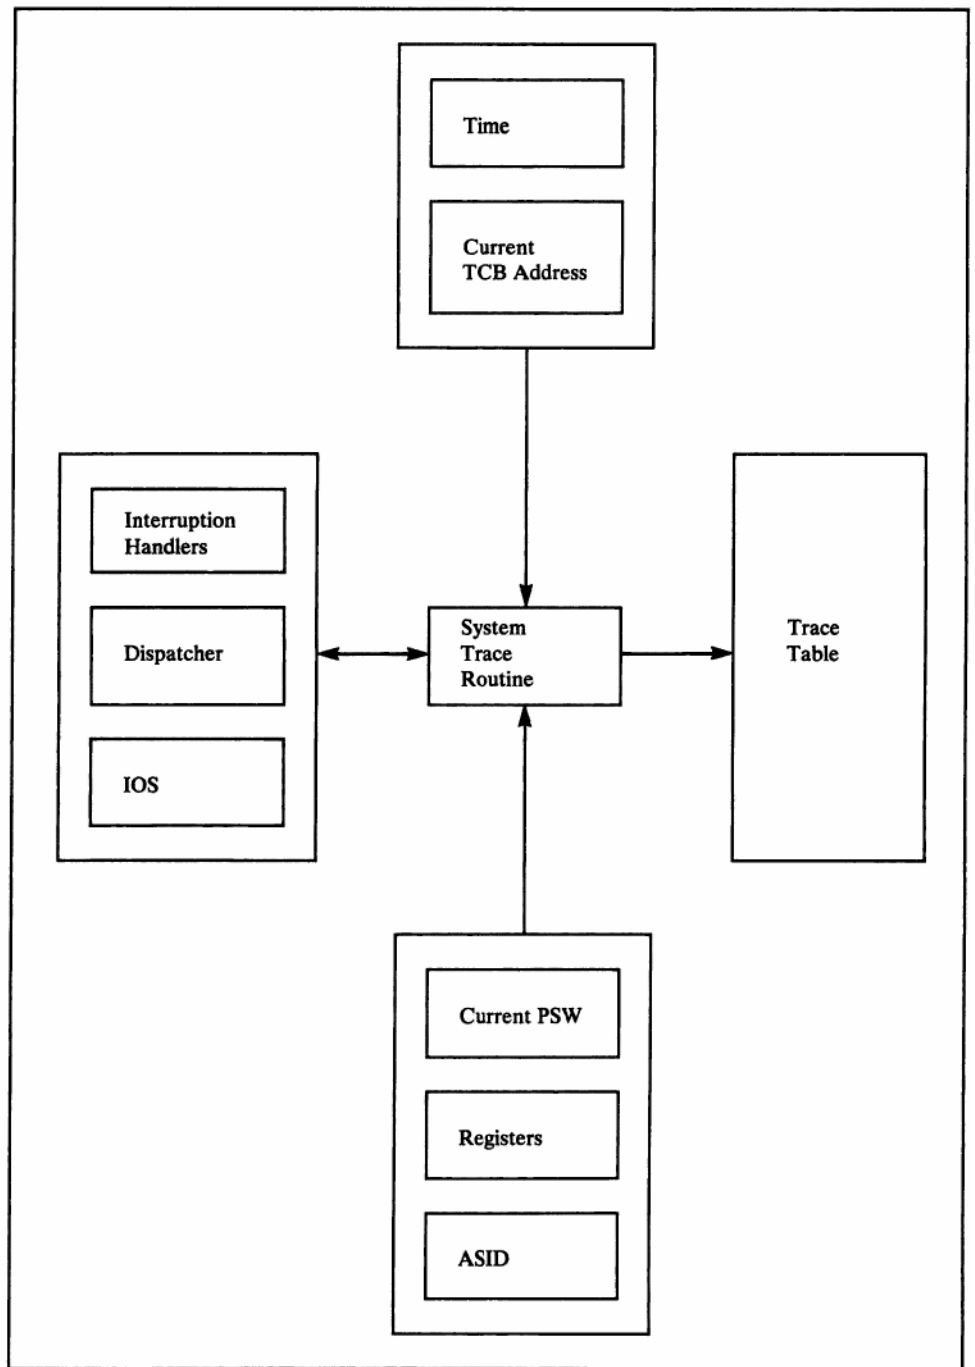 Time
Current
TCB Address
Interruption
Handlers
Dispatcher
IOS
System
Trace
Routine
Trace
Table
Current PSW
Registers
ASID